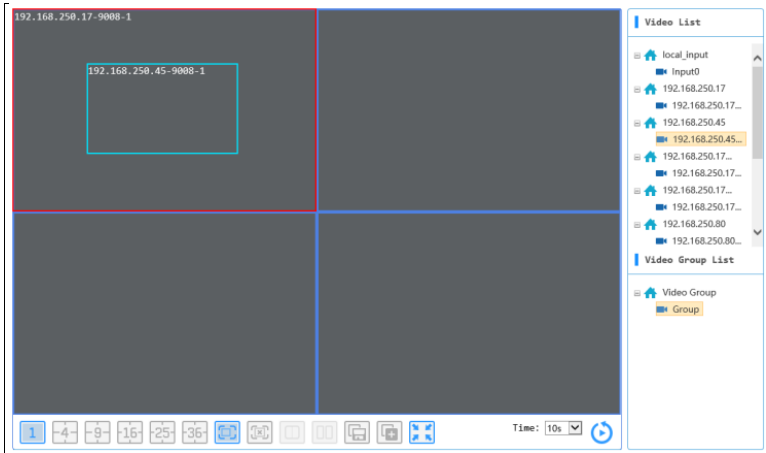 192.168.250.17-9008-1
192.168.250.45-9008-1
1
4
9
16
25
36
Time: 10s
Video List
local_input
Input0
192.168.250.17
192.168.250.17...
192.168.250.45
192.168.250.45...
192.168.250.17...
192.168.250.17...
192.168.250.17...
192.168.250.17...
192.168.250.80
192.168.250.80...
Video Group List
Video Group
Group